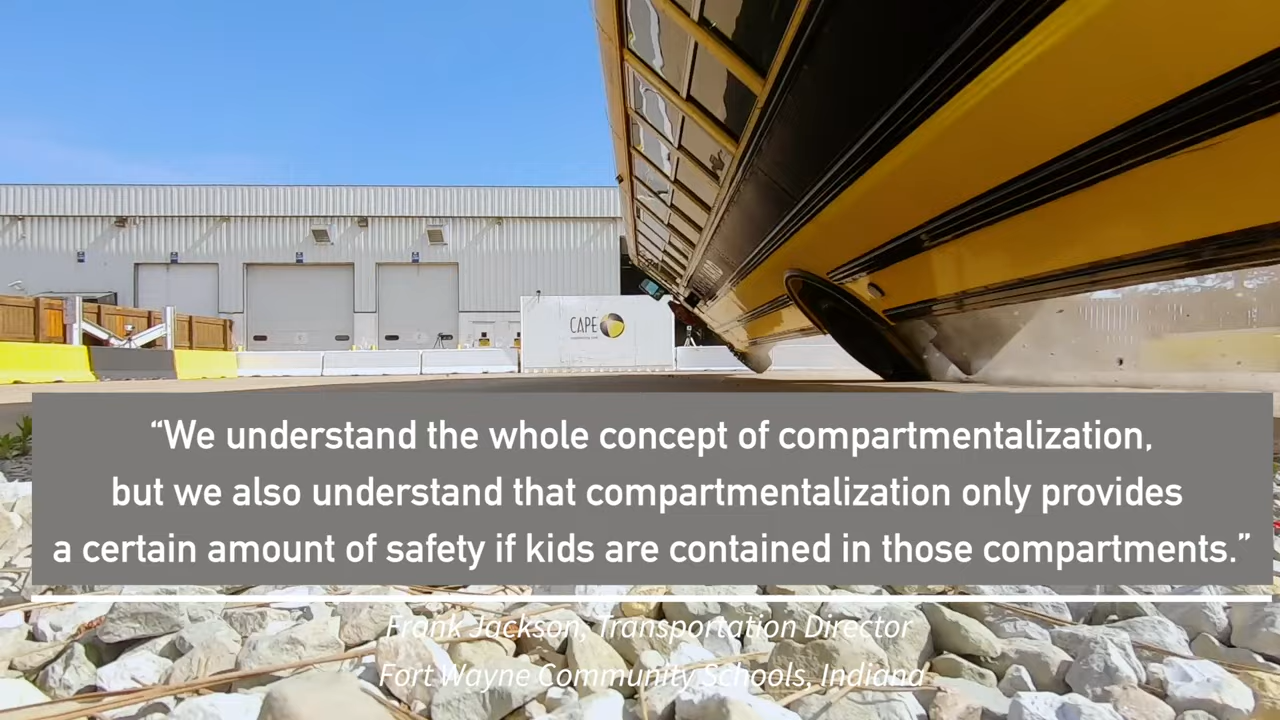 CAPE
“We understand the whole concept of compartmentalization,
but we also understand that compartmentalization only provides
a certain amount of safety if kids are contained in those compartments.”
Frank Jackson, Transportation Director
Fort Wayne Community Schools, Indiana